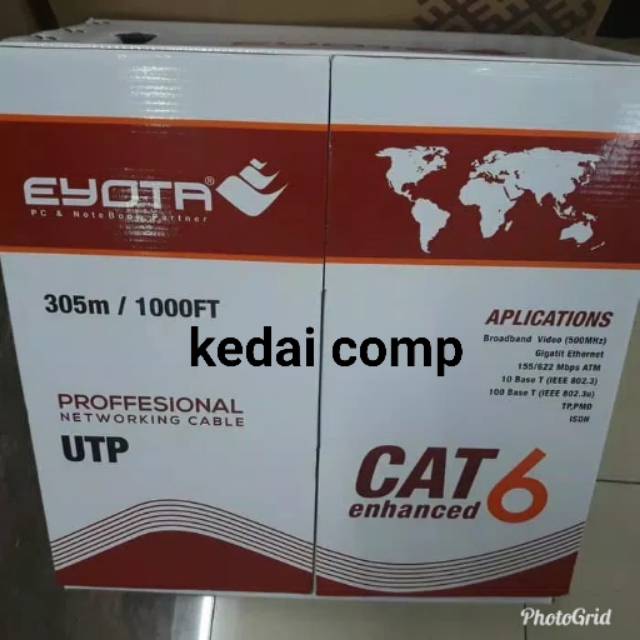 EYOTA
EYOTA®
PC & NoteBook Partner
305m / 1000FT
kedai comp
PROFFESIONAL
NETWORKING CABLE
UTP
APLICATIONS
Broadband Video (500MHz)
Gigatit Ethernet
155/622 Mbps ATM
10 Base T (IEEE 802.3)
100 Base T (IEEE 802.3u)
TP,PMD
ISDN
CAT 6
enhanced
PhotoGrid